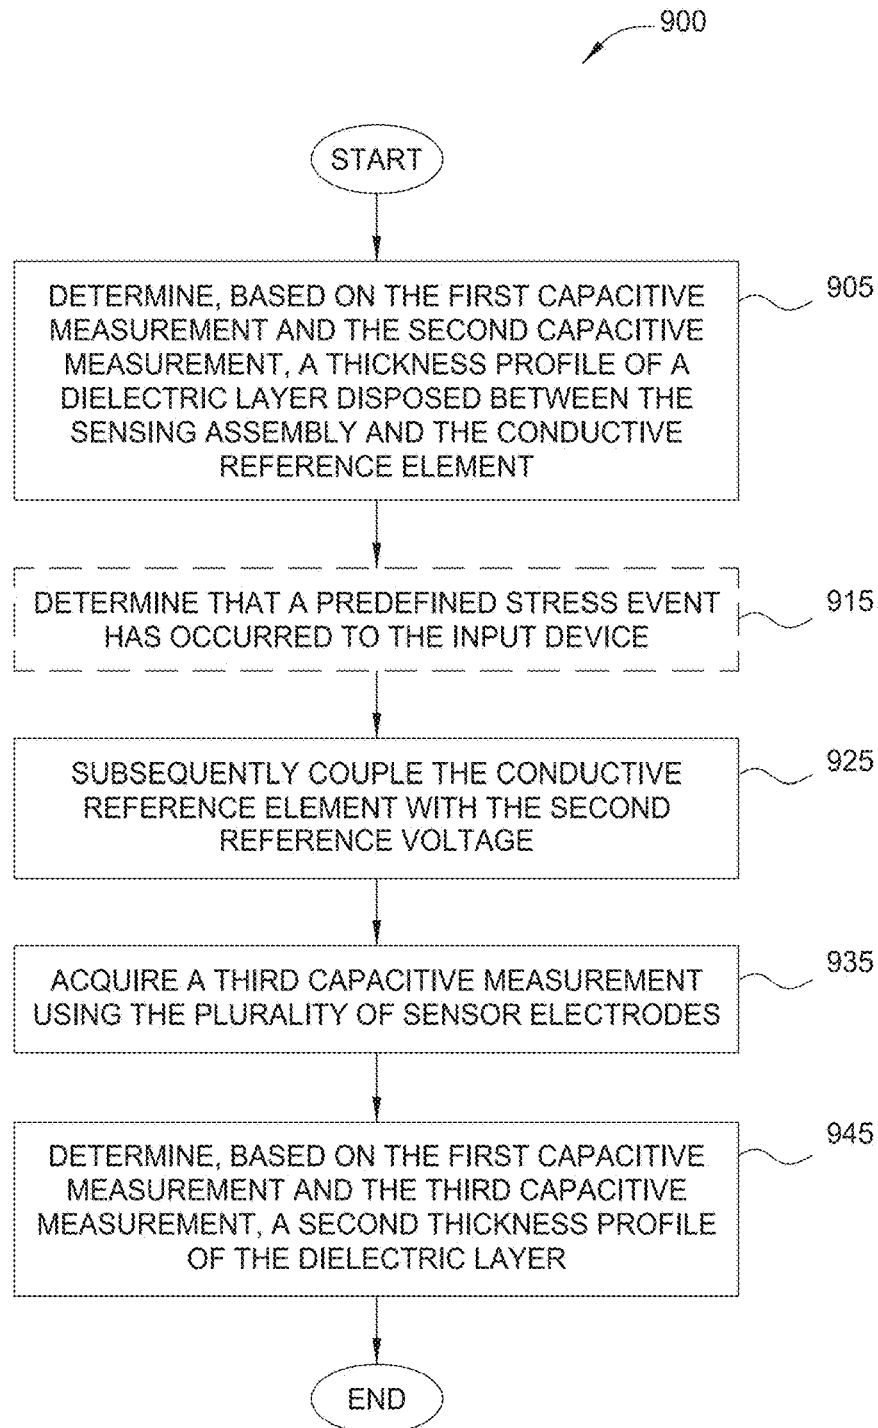 900
START
DETERMINE, BASED ON THE FIRST CAPACITIVE
MEASUREMENT AND THE SECOND CAPACITIVE
MEASUREMENT, A THICKNESS PROFILE OF A
DIELECTRIC LAYER DISPOSED BETWEEN THE
SENSING ASSEMBLY AND THE CONDUCTIVE
REFERENCE ELEMENT
905
DETERMINE THAT A PREDEFINED STRESS EVENT
HAS OCCURRED TO THE INPUT DEVICE
915
SUBSEQUENTLY COUPLE THE CONDUCTIVE
REFERENCE ELEMENT WITH THE SECOND
REFERENCE VOLTAGE
925
ACQUIRE A THIRD CAPACITIVE MEASUREMENT
USING THE PLURALITY OF SENSOR ELECTRODES
935
DETERMINE, BASED ON THE FIRST CAPACITIVE
MEASUREMENT AND THE THIRD CAPACITIVE
MEASUREMENT, A SECOND THICKNESS PROFILE
OF THE DIELECTRIC LAYER
945
END